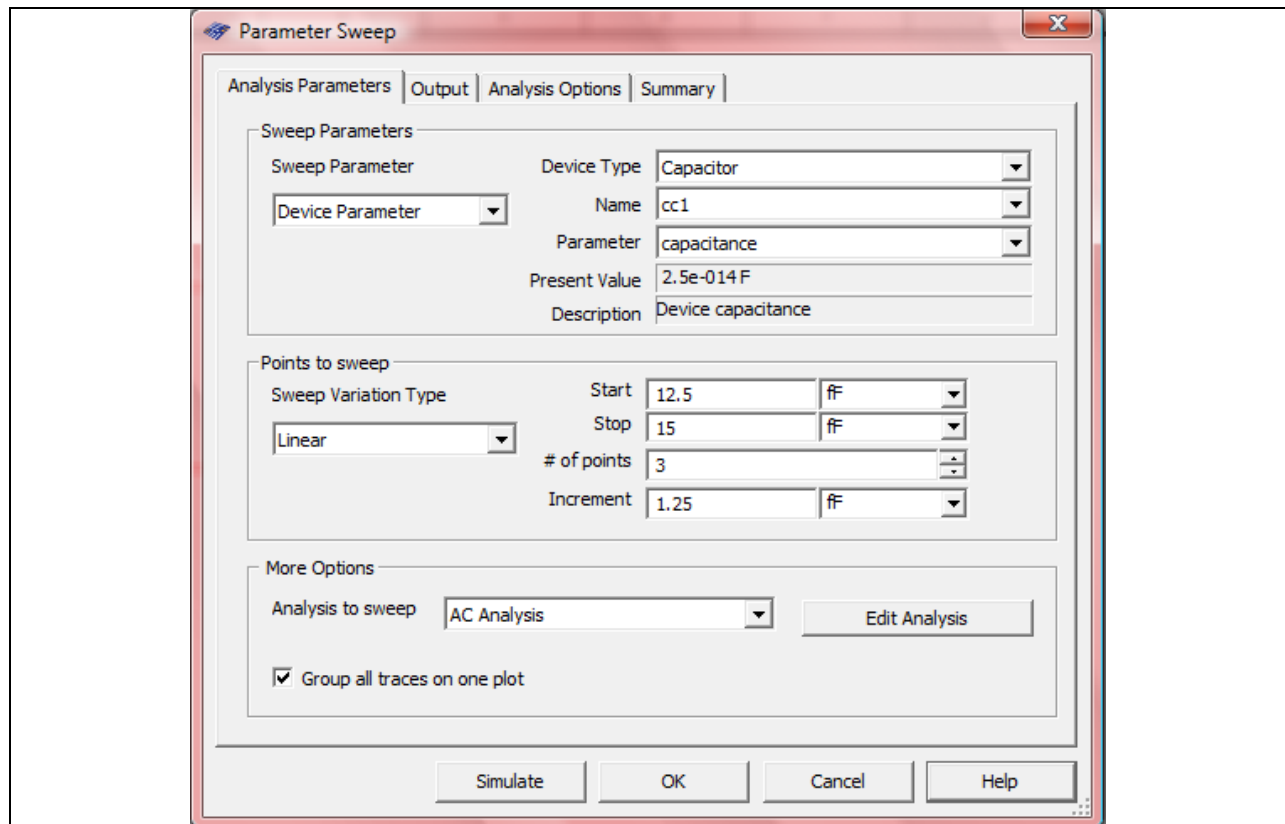 Parameter Sweep
X
Analysis Parameters Output Analysis Options Summary
Sweep Parameters
Sweep Parameter Device Type Capacitor
Device Parameter Name cc1
Parameter capacitance
Present Value 2.5e-014 F
Description Device capacitance
Points to sweep
Sweep Variation Type Start 12.5 fF
Linear Stop 15 fF
# of points 3
Increment 1.25 fF
More Options
Analysis to sweep AC Analysis Edit Analysis
Group all traces on one plot
Simulate OK Cancel Help